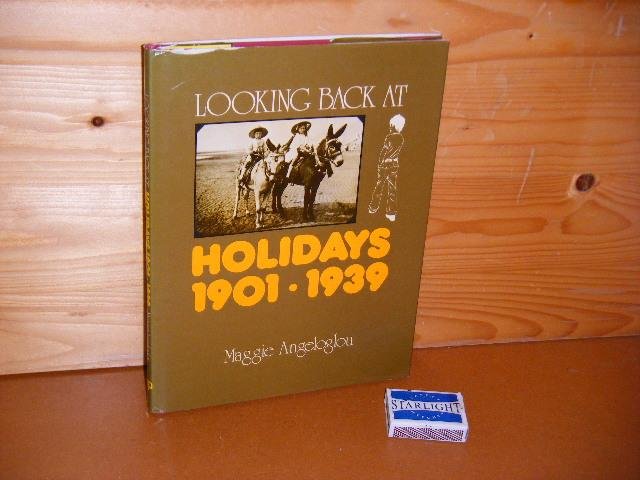 LOOKING BACK AT
HOLIDAYS
1901 · 1939
Maggie Angeloglou
STARLIGHT